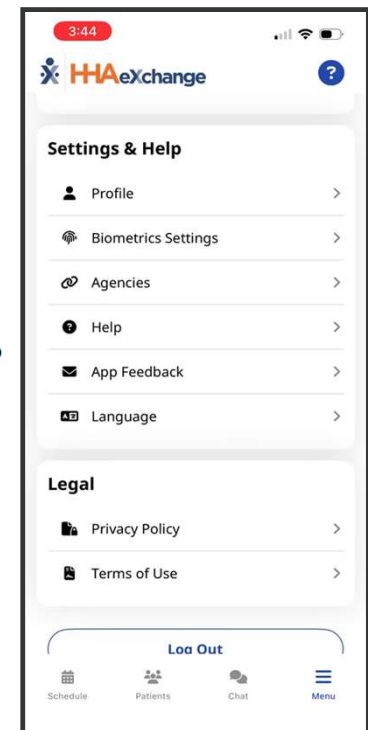 3:44
HHAeXchange
?
Settings & Help
Profile
Biometrics Settings
Agencies
Help
App Feedback
Language
Legal
Privacy Policy
Terms of Use
Log Out
Schedule Patients Chat Menu